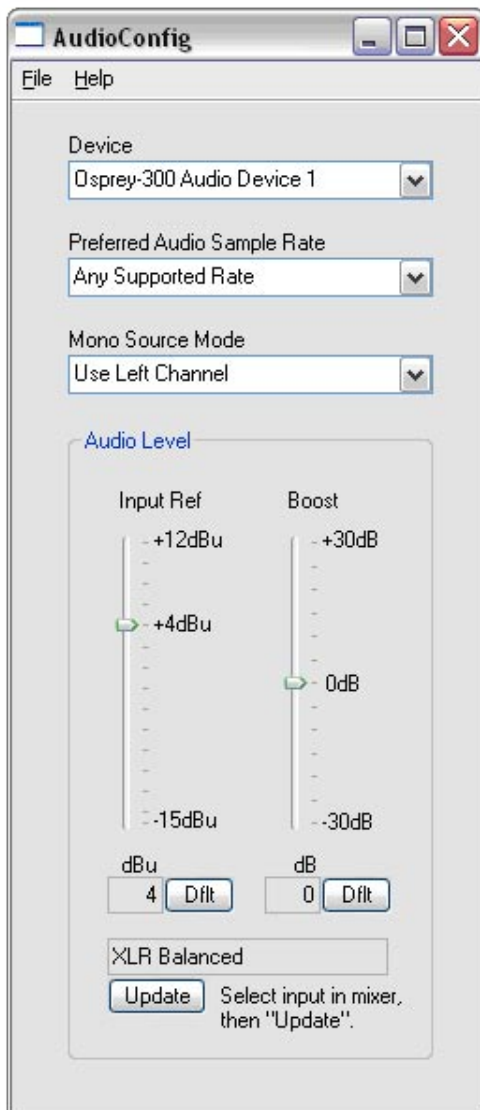 AudioConfig
File Help
Device
Osprey-300 Audio Device 1
Preferred Audio Sample Rate
Any Supported Rate
Mono Source Mode
Use Left Channel
Audio Level
Input Ref Boost
+12dBu +30dB
+4dBu
0dB
-15dBu -30dB
dBu dB
4 Dflt 0 Dflt
XLR Balanced
Update Select input in mixer,
then "Update".